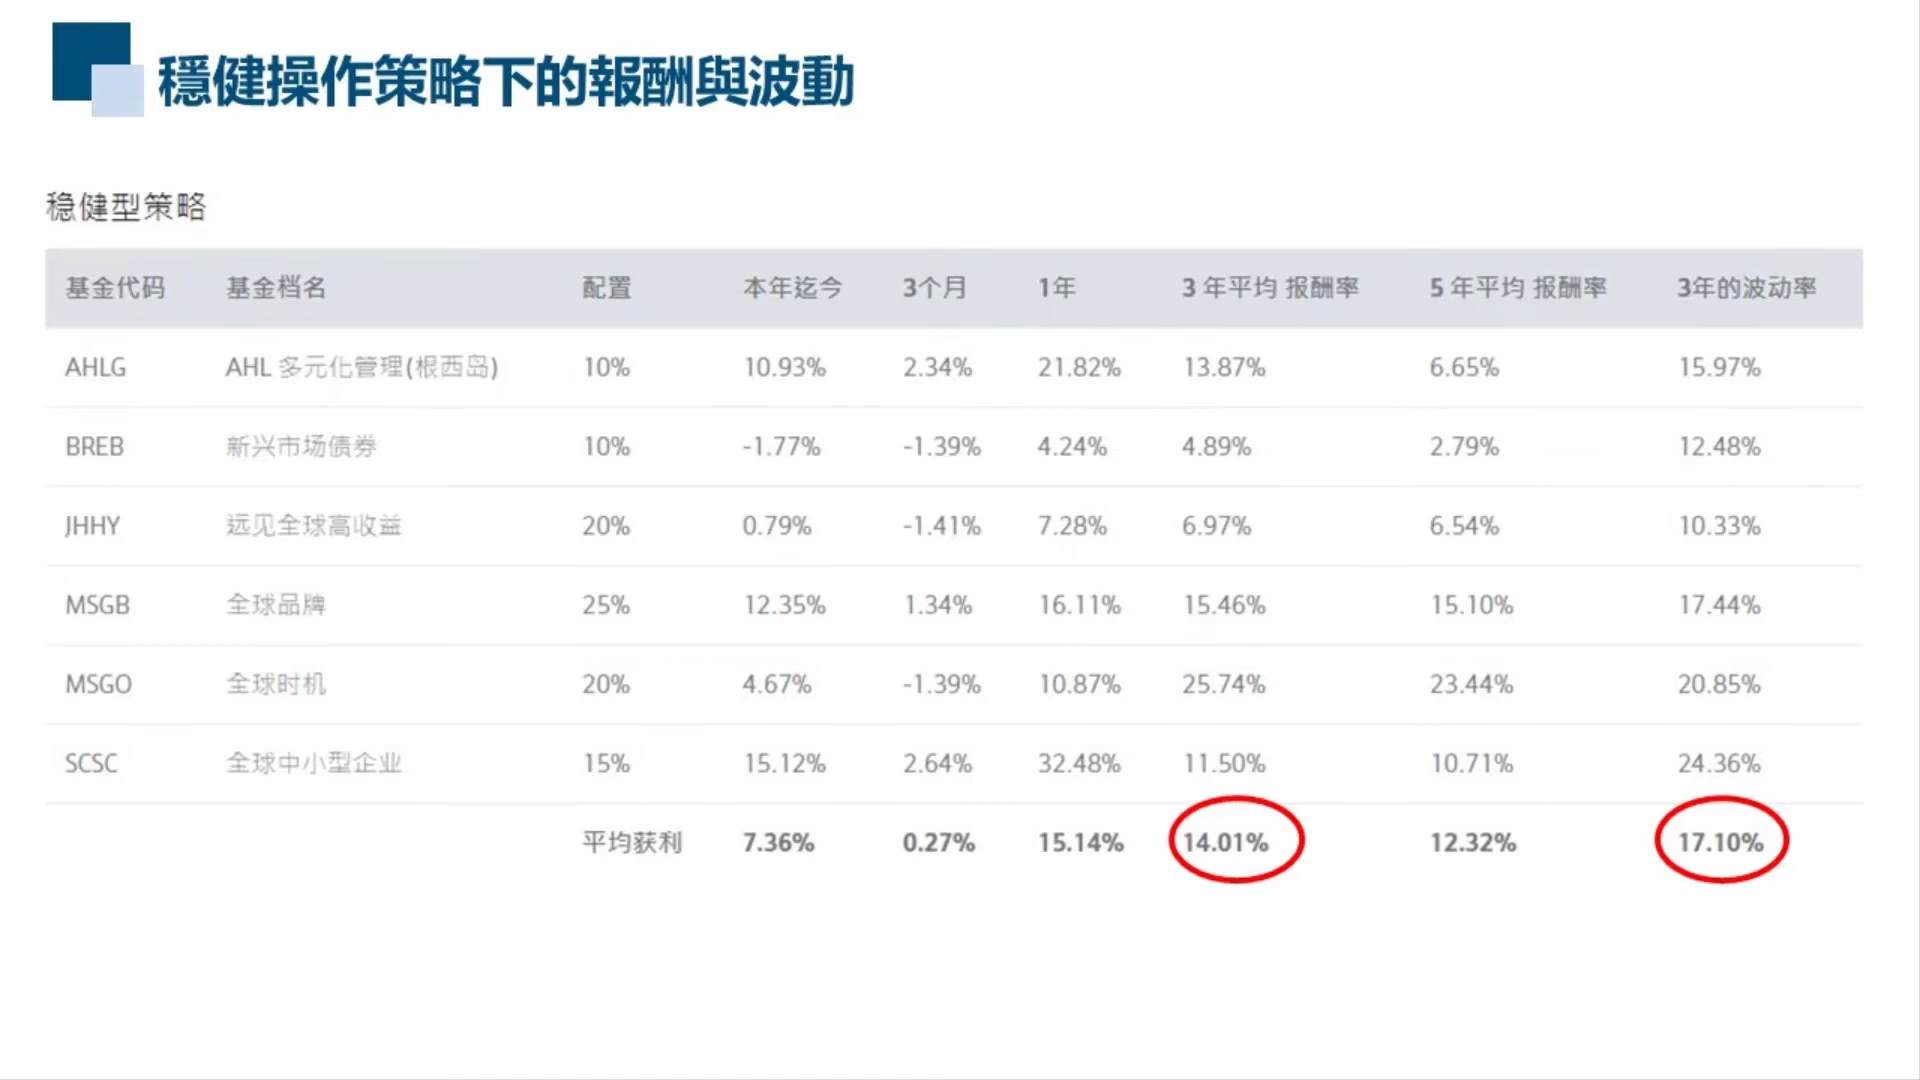 穩健操作策略下的報酬與波動
稳健型策略
基金代码 基金档名 配置 本年迄今 3个月 1年 3 年平均 报酬率 5 年平均 报酬率 3年的波动率
AHLG AHL 多元化管理(根西岛) 10% 10.93% 2.34% 21.82% 13.87% 6.65% 15.97%
BREB 新兴市场债券 10% -1.77% -1.39% 4.24% 4.89% 2.79% 12.48%
JHHY 远见全球高收益 20% 0.79% -1.41% 7.28% 6.97% 6.54% 10.33%
MSGB 全球品牌 25% 12.35% 1.34% 16.11% 15.46% 15.10% 17.44%
MSGO 全球时机 20% 4.67% -1.39% 10.87% 25.74% 23.44% 20.85%
SCSC 全球中小型企业 15% 15.12% 2.64% 32.48% 11.50% 10.71% 24.36%
平均获利 7.36% 0.27% 15.14% 14.01% 12.32% 17.10%